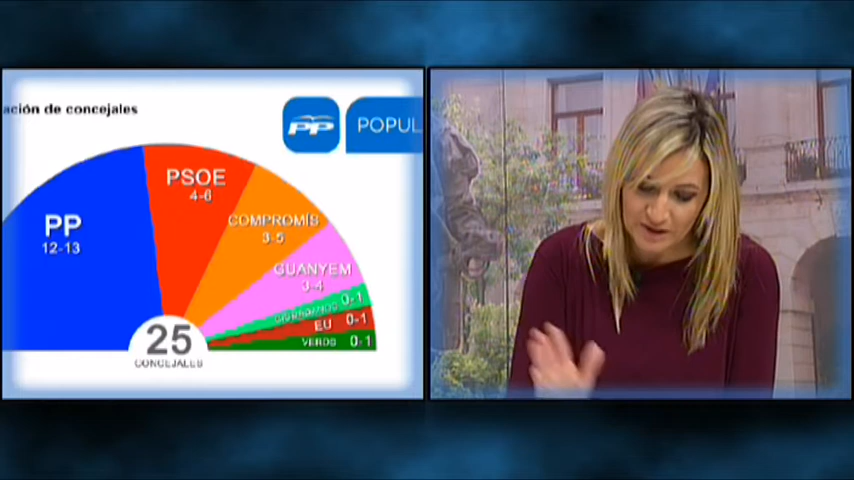 ación de concejales
PP
POPUL
PSOE
4-6
PP
12-13
COMPROMÍS
3-5
GUANYEM
3-4
CIUDADANOS 0-1
EU 0-1
VERDS 0-1
25
CONCEJALES